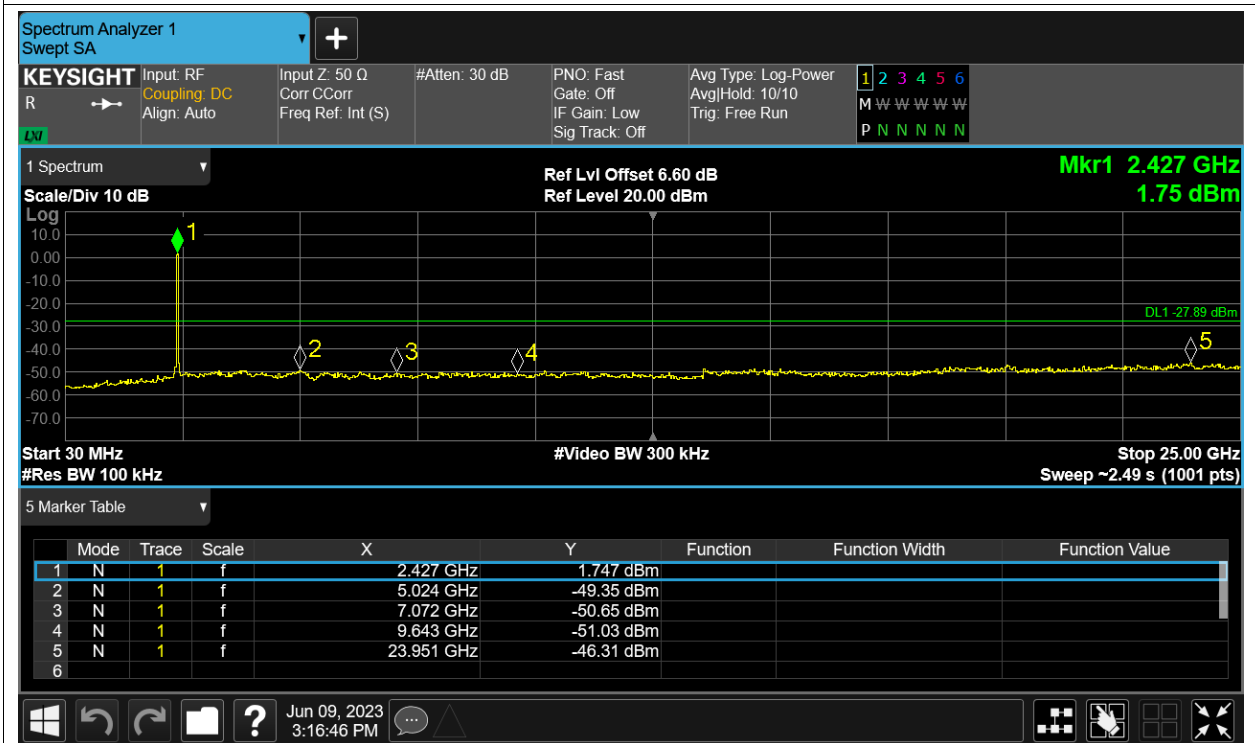 Spectrum Analyzer 1
Swept SA
+
KEYSIGHT Input: RF Input Z: 50 Ω #Atten: 30 dB PNO: Fast Avg Type: Log-Power 1 2 3 4 5 6
R Coupling: DC Corr CCorr Gate: Off Avg|Hold: 10/10 M W W W W W
Align: Auto Freq Ref: Int (S) IF Gain: Low Trig: Free Run
LXI Sig Track: Off P N N N N N
1 Spectrum Ref Lvl Offset 6.60 dB Mkr1 2.427 GHz
Scale/Div 10 dB Ref Level 20.00 dBm 1.75 dBm
Log
10.0
0.00
-10.0
-20.0
-30.0
-40.0
-50.0
-60.0
-70.0
1
DL1 -27.89 dBm
2
3
4
5
Start 30 MHz #Video BW 300 kHz Stop 25.00 GHz
#Res BW 100 kHz Sweep ~2.49 s (1001 pts)
5 Marker Table
Mode Trace Scale X Y Function Function Width Function Value
1 N 1 f 2.427 GHz 1.747 dBm
2 N 1 f 5.024 GHz -49.35 dBm
3 N 1 f 7.072 GHz -50.65 dBm
4 N 1 f 9.643 GHz -51.03 dBm
5 N 1 f 23.951 GHz -46.31 dBm
6
? Jun 09, 2023
3:16:46 PM